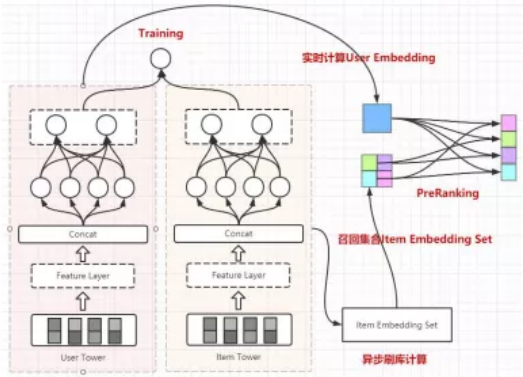 Training
实时计算User Embedding
PreRanking
Concat
Concat
召回集合Item Embedding Set
Feature Layer
Feature Layer
Item Embedding Set
User Tower
Item Tower
异步刷库计算